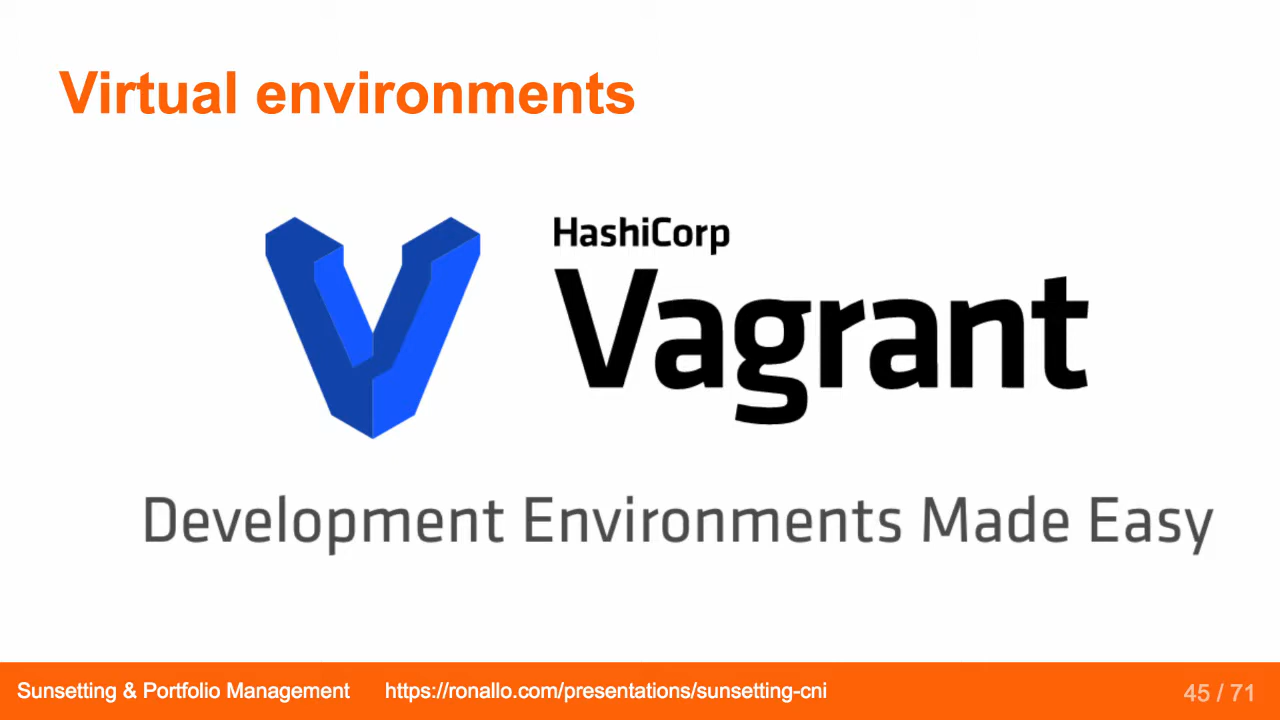 Virtual environments
HashiCorp
Vagrant
Development Environments Made Easy
Sunsetting & Portfolio Management https://ronallo.com/presentations/sunsetting-cni 45 / 71